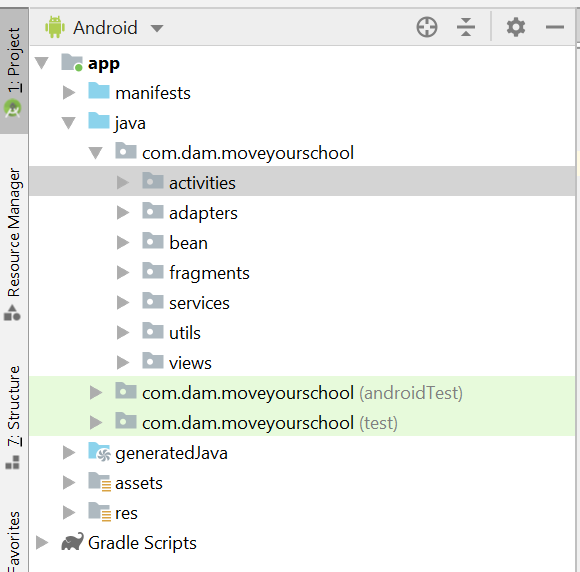 Android
1: Project
Resource Manager
7: Structure
Favorites
app
manifests
java
com.dam.moveyourschool
activities
adapters
bean
fragments
services
utils
views
com.dam.moveyourschool (androidTest)
com.dam.moveyourschool (test)
generatedJava
assets
res
Gradle Scripts